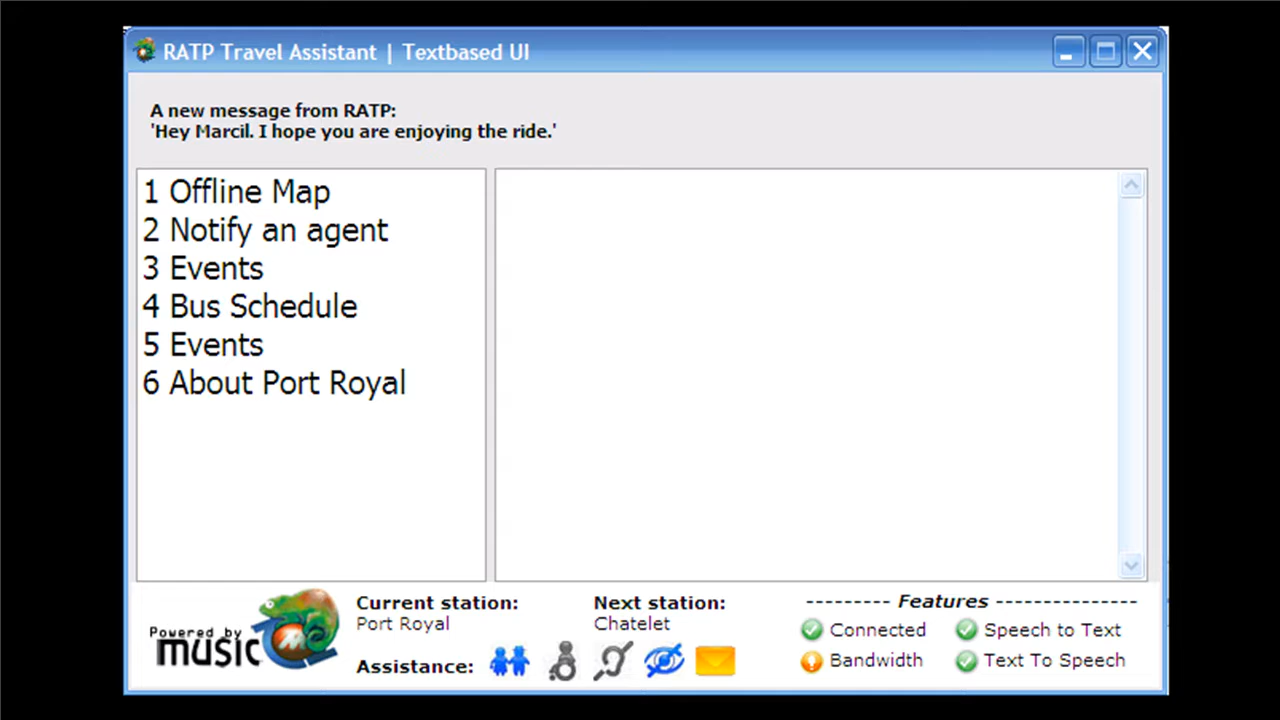 RATP Travel Assistant | Textbased UI
A new message from RATP:
'Hey Marcil. I hope you are enjoying the ride.'
1 Offline Map
2 Notify an agent
3 Events
4 Bus Schedule
5 Events
6 About Port Royal
Powered by
music
Current station:
Port Royal
Next station:
Chatelet
Assistance:
--------- Features ---------------
Connected
Speech to Text
Bandwidth
Text To Speech